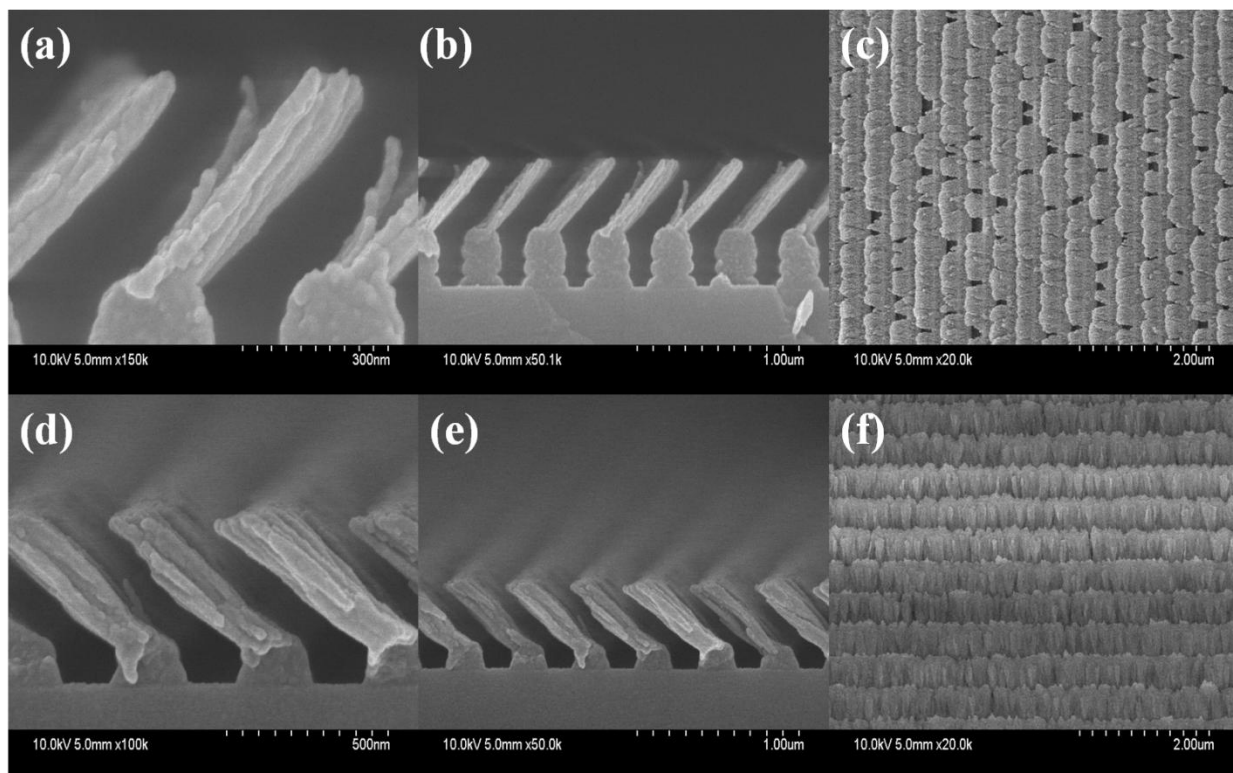 (a)
(b)
(c)
10.0kV 5.0mm x150k 300nm
10.0kV 5.0mm x50.1k 1.00um
10.0kV 5.0mm x20.0k 2.00um
(d)
(e)
(f)
10.0kV 5.0mm x100k 500nm
10.0kV 5.0mm x50.0k 1.00um
10.0kV 5.0mm x20.0k 2.00um